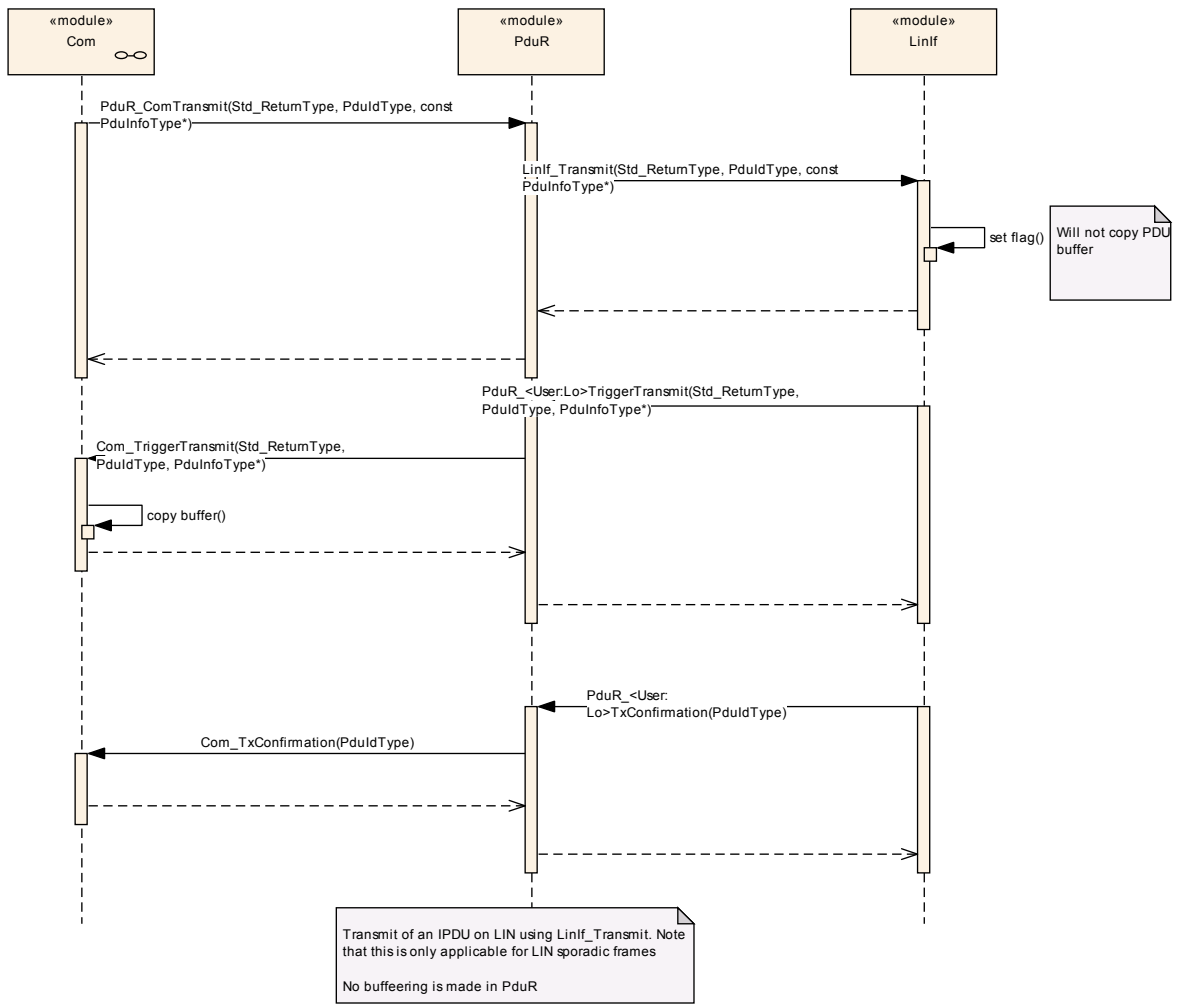 «module»
Com
«module»
PduR
«module»
LinIf
PduR_ComTransmit(Std_ReturnType, PduIdType, const
PduInfoType*)
LinIf_Transmit(Std_ReturnType, PduIdType, const
PduInfoType*)
set flag()
Will not copy PDU
buffer
PduR_<User:Lo>TriggerTransmit(Std_ReturnType,
PduIdType, PduInfoType*)
Com_TriggerTransmit(Std_ReturnType,
PduIdType, PduInfoType*)
copy buffer()
PduR_<User:
Lo>TxConfirmation(PduIdType)
Com_TxConfirmation(PduIdType)
Transmit of an IPDU on LIN using LinIf_Transmit. Note
that this is only applicable for LIN sporadic frames
No buffeering is made in PduR